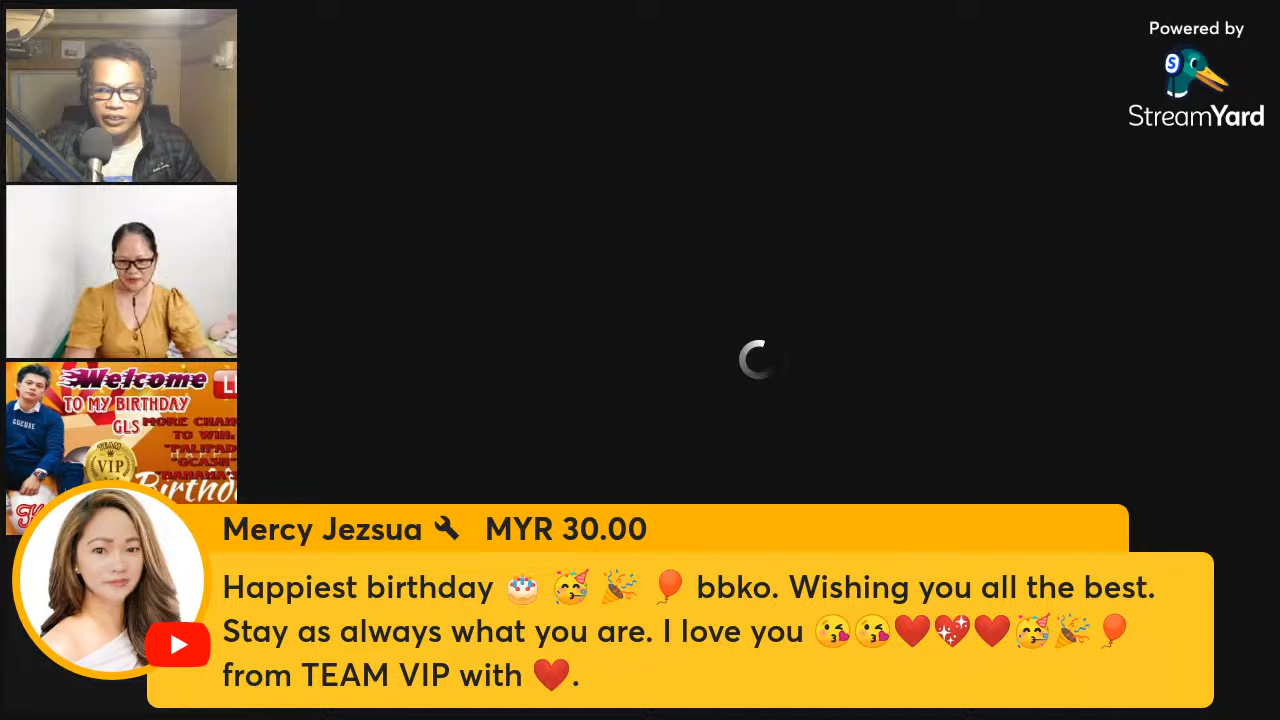 Powered by
StreamYard
Welcome
TO MY BIRTHDAY
GLS
MORE
TO WIN.
TEAM
VIP
Mercy Jezsua 🔧 MYR 30.00
Happiest birthday 🎂 🥳 🎉 🎈 bbko. Wishing you all the best.
Stay as always what you are. I love you 😘😘❤️💖❤️🥳🎉🎈
from TEAM VIP with ❤️.